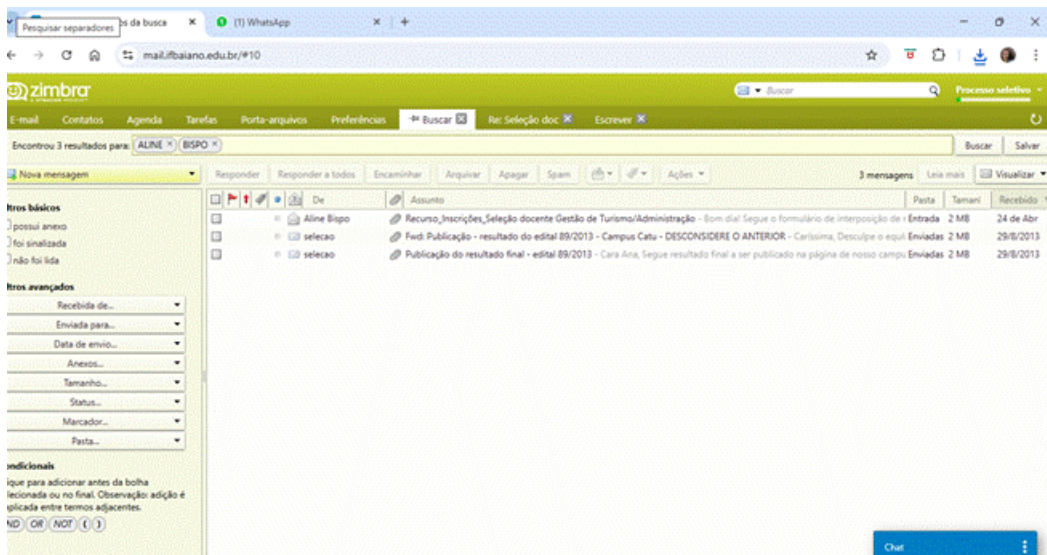 Pesquisar separadores os da busca (1) WhatsApp
mail.ifbaiano.edu.br/#10
zimbra Buscar Processo seletivo
E-mail Contatos Agenda Tarefas Porta-arquivos Preferências Buscar Re: Seleção doc Escrever
Encontrou 3 resultados para: ALINE BISPO Buscar Salvar
Nova mensagem Responder Responder a todos Encaminhar Arquivar Apagar Spam Ações 3 mensagens Leia mais Visualizar
De Assunto Pasta Tamanł Recebido
ltros básicos
possui anexo
foi sinalizada
não foi lida
Aline Bispo Recurso_Inscrições_Seleção docente Gestão de Turismo/Administração - Bom dia! Segue o formulário de interposição de r Entrada 2 MB 24 de Abr
selecao Fwd: Publicação - resultado do edital 89/2013 - Campus Catu - DESCONSIDERE O ANTERIOR - Caríssima, Desculpe o equí Enviadas 2 MB 29/8/2013
selecao Publicação do resultado final - edital 89/2013 - Cara Ana, Segue resultado final a ser publicado na página de nosso campu Enviadas 2 MB 29/8/2013
ltros avançados
Recebida de...
Enviada para...
Data de envio...
Anexos...
Tamanho...
Status...
Marcador...
Pasta...
ondicionais
ique para adicionar antes da bolha
lecionada ou no final. Observação: adição é
plicada entre termos adjacentes.
ND OR NOT ( )
Chat